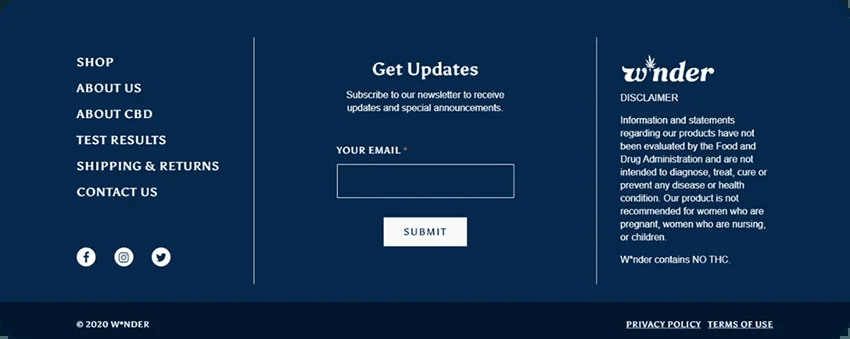 SHOP
ABOUT US
ABOUT CBD
TEST RESULTS
SHIPPING & RETURNS
CONTACT US
Get Updates
Subscribe to our newsletter to receive
updates and special announcements.
YOUR EMAIL *
SUBMIT
w*nder
DISCLAIMER
Information and statements
regarding our products have not
been evaluated by the Food and
Drug Administration and are not
intended to diagnose, treat, cure or
prevent any disease or health
condition. Our product is not
recommended for women who are
pregnant, women who are nursing,
or children.
W*nder contains NO THC.
© 2020 W*NDER
PRIVACY POLICY TERMS OF USE